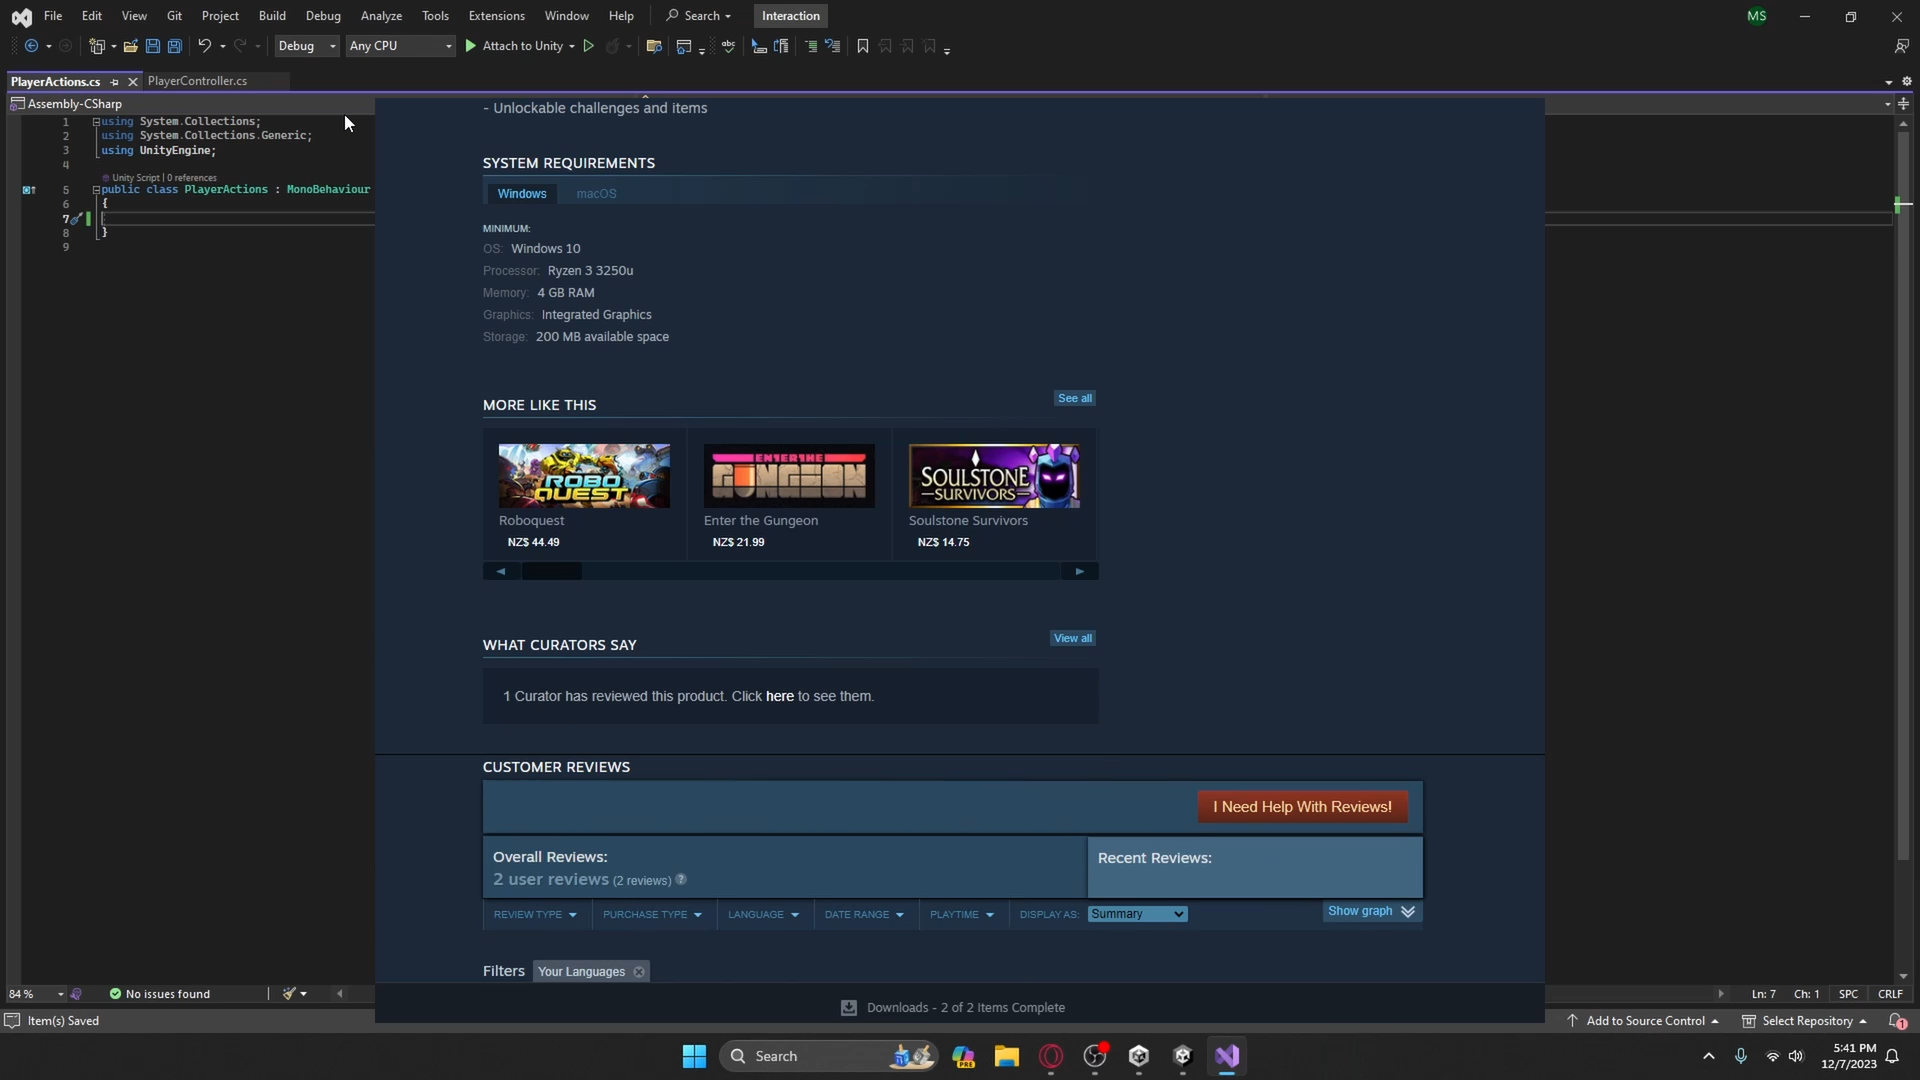 File Edit View Git Project Build Debug Analyze Tools Extensions Window Help Search Interaction MS
Debug Any CPU Attach to Unity
PlayerActions.cs PlayerController.cs
Assembly-CSharp
1 using System.Collections;
2 using System.Collections.Generic;
3 using UnityEngine;
4
Unity Script | 0 references
5 public class PlayerActions : MonoBehaviour
6 {
7
8 }
9
- Unlockable challenges and items
SYSTEM REQUIREMENTS
Windows macOS
MINIMUM:
OS: Windows 10
Processor: Ryzen 3 3250u
Memory: 4 GB RAM
Graphics: Integrated Graphics
Storage: 200 MB available space
MORE LIKE THIS See all
ROBO QUEST ENTER THE GUNGEON SOULSTONE SURVIVORS
Roboquest Enter the Gungeon Soulstone Survivors
NZ$ 44.49 NZ$ 21.99 NZ$ 14.75
WHAT CURATORS SAY View all
1 Curator has reviewed this product. Click here to see them.
CUSTOMER REVIEWS
I Need Help With Reviews!
Overall Reviews: Recent Reviews:
2 user reviews (2 reviews) ?
REVIEW TYPE PURCHASE TYPE LANGUAGE DATE RANGE PLAYTIME DISPLAY AS: Summary Show graph
Filters Your Languages
Downloads - 2 of 2 Items Complete
84 % No issues found Ln: 7 Ch: 1 SPC CRLF
Item(s) Saved Add to Source Control Select Repository 1
Search PRE 5:41 PM
12/7/2023